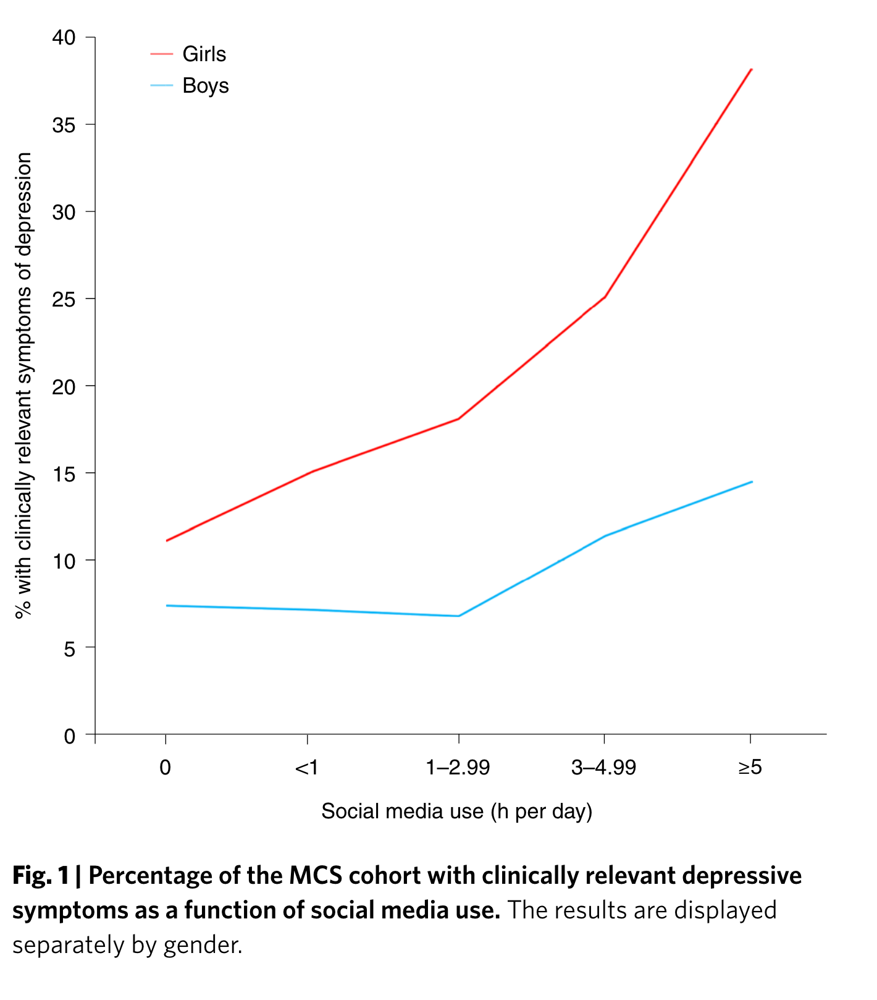 40
Girls
Boys
35
30
25
20
15
10
5
0
% with clinically relevant symptoms of depression
0
<1
1–2.99
3–4.99
≥5
Social media use (h per day)
Fig. 1 | Percentage of the MCS cohort with clinically relevant depressive
symptoms as a function of social media use. The results are displayed
separately by gender.